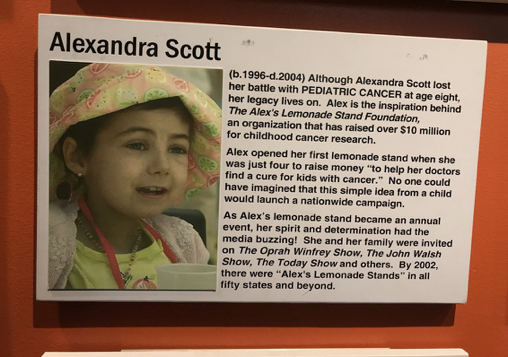 Alexandra Scott
(b.1996-d.2004) Although Alexandra Scott lost
her battle with PEDIATRIC CANCER at age eight,
her legacy lives on. Alex is the inspiration behind
The Alex's Lemonade Stand Foundation,
an organization that has raised over $10 million
for childhood cancer research.
Alex opened her first lemonade stand when she
was just four to raise money "to help her doctors
find a cure for kids with cancer." No one could
have imagined that this simple idea from a child
would launch a nationwide campaign.
As Alex's lemonade stand became an annual
event, her spirit and determination had the
media buzzing! She and her family were invited
on The Oprah Winfrey Show, The John Walsh
Show, The Today Show and others. By 2002,
there were "Alex's Lemonade Stands" in all
fifty states and beyond.